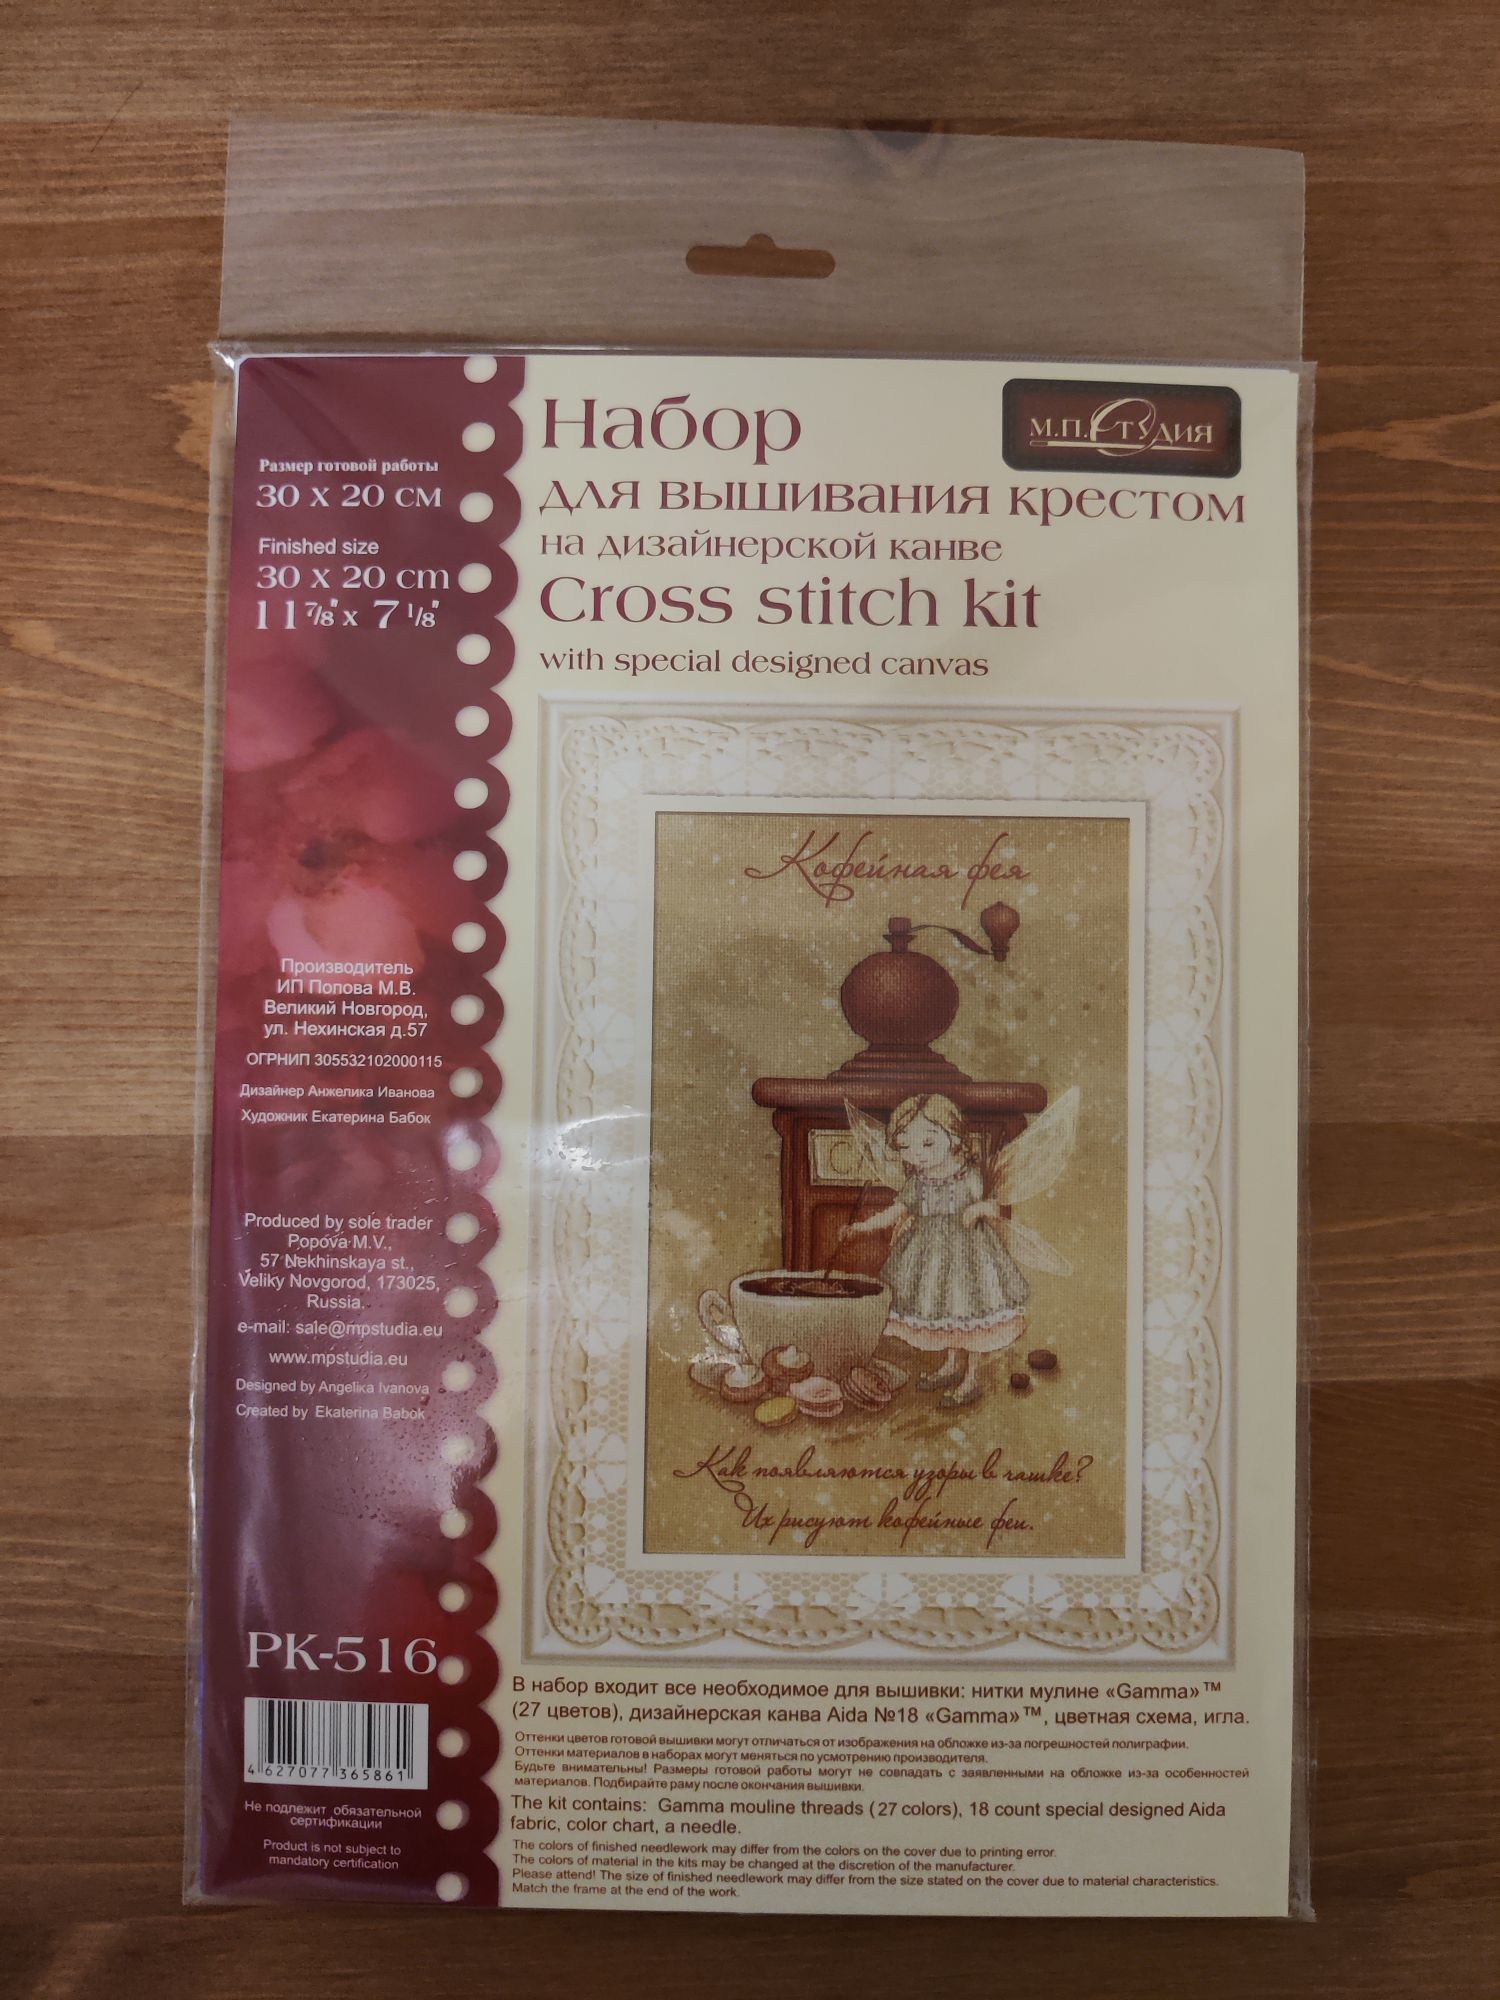 М.П.Студия
Набор
для вышивания крестом
на дизайнерской канве
Cross stitch kit
with special designed canvas
Размер готовой работы
30 x 20 см
Finished size
30 x 20 cm
11 7/8" x 7 1/8"
Кофейная фея
Как появляются узоры в чашке?
Их рисуют кофейные феи.
Производитель
ИП Попова М.В.
Великий Новгород,
ул. Нехинская д.57
ОГРНИП 305532102000115
Дизайнер Анжелика Иванова
Художник Екатерина Бабок
Produced by sole trader
Popova M.V.,
57 Nekhinskaya st.,
Veliky Novgorod, 173025,
Russia.
e-mail: sale@mpstudia.eu
www.mpstudia.eu
Designed by Angelika Ivanova
Created by Ekaterina Babok
РК-516
4 627077 365861
Не подлежит обязательной
сертификации
Product is not subject to
mandatory certification
В набор входит все необходимое для вышивки: нитки мулине «Gamma»™
(27 цветов), дизайнерская канва Aida №18 «Gamma»™, цветная схема, игла.
Оттенки цветов готовой вышивки могут отличаться от изображения на обложке из-за погрешностей полиграфии.
Оттенки материалов в наборах могут меняться по усмотрению производителя.
Будьте внимательны! Размеры готовой работы могут не совпадать с заявленными на обложке из-за особенностей
материалов. Подбирайте раму после окончания вышивки.
The kit contains: Gamma mouline threads (27 colors), 18 count special designed Aida
fabric, color chart, a needle.
The colors of finished needlework may differ from the colors on the cover due to printing error.
The colors of material in the kits may be changed at the discretion of the manufacturer.
Please attend! The size of finished needlework may differ from the size stated on the cover due to material characteristics.
Match the frame at the end of the work.